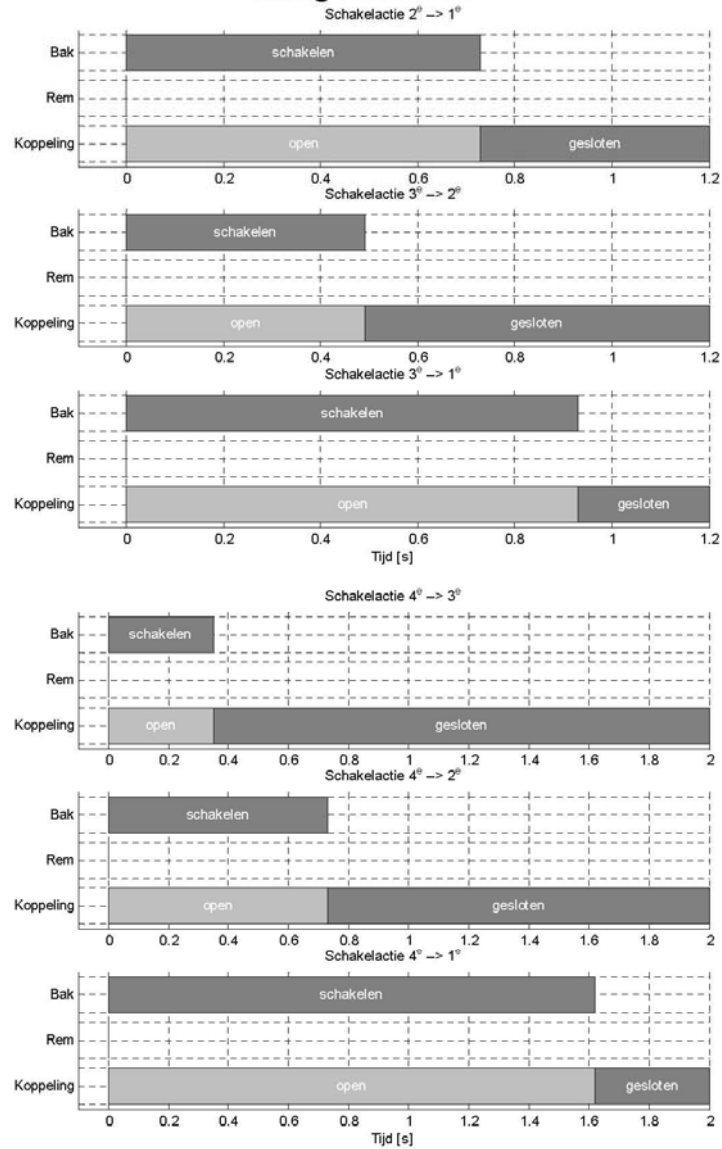 Schakelactie 2e --> 1e
Bak
schakelen
Rem
Koppeling
open
gesloten
0 0.2 0.4 0.6 0.8 1 1.2
Schakelactie 3e --> 2e
Bak
schakelen
Rem
Koppeling
open
gesloten
0 0.2 0.4 0.6 0.8 1 1.2
Schakelactie 3e --> 1e
Bak
schakelen
Rem
Koppeling
open
gesloten
0 0.2 0.4 0.6 0.8 1 1.2
Tijd [s]
Schakelactie 4e --> 3e
Bak
schakelen
Rem
Koppeling
open
gesloten
0 0.2 0.4 0.6 0.8 1 1.2 1.4 1.6 1.8 2
Schakelactie 4e --> 2e
Bak
schakelen
Rem
Koppeling
open
gesloten
0 0.2 0.4 0.6 0.8 1 1.2 1.4 1.6 1.8 2
Schakelactie 4e --> 1e
Bak
schakelen
Rem
Koppeling
open
gesloten
0 0.2 0.4 0.6 0.8 1 1.2 1.4 1.6 1.8 2
Tijd [s]